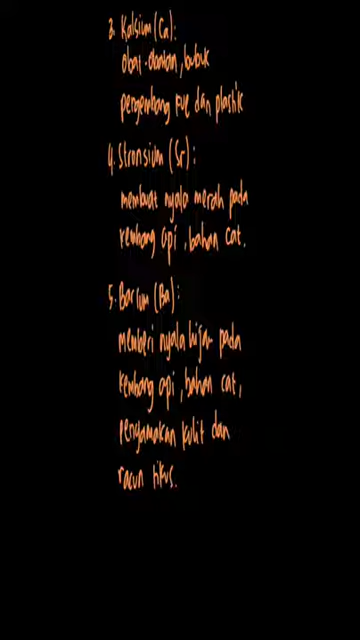 3. Kalsium (Ca) :
obat-obatan, bubuk
pengembang kue dan plastik
4. Stronsium (Sr) :
membuat nyala merah pada
kembang api, bahan cat.
5. Barium (Ba) :
memberi nyala hijau pada
kembang api, bahan cat,
penyamakan kulit dan
racun tikus.